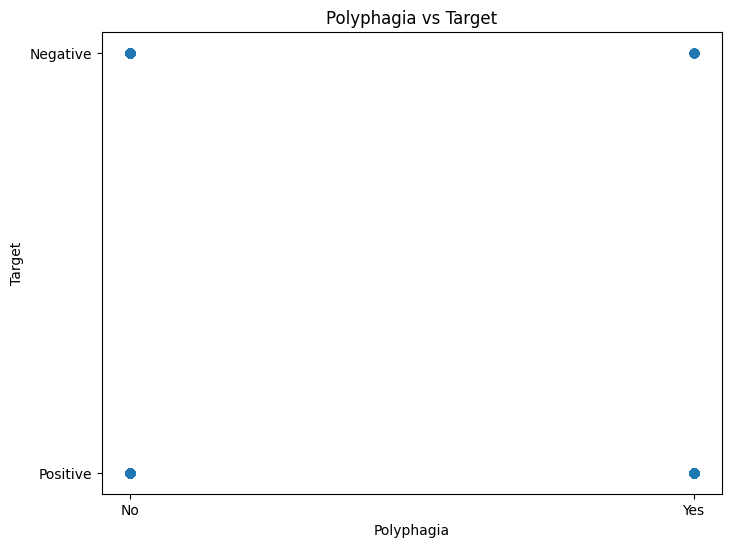 Polyphagia vs Target
Negative
Target
Positive
No
Yes
Polyphagia